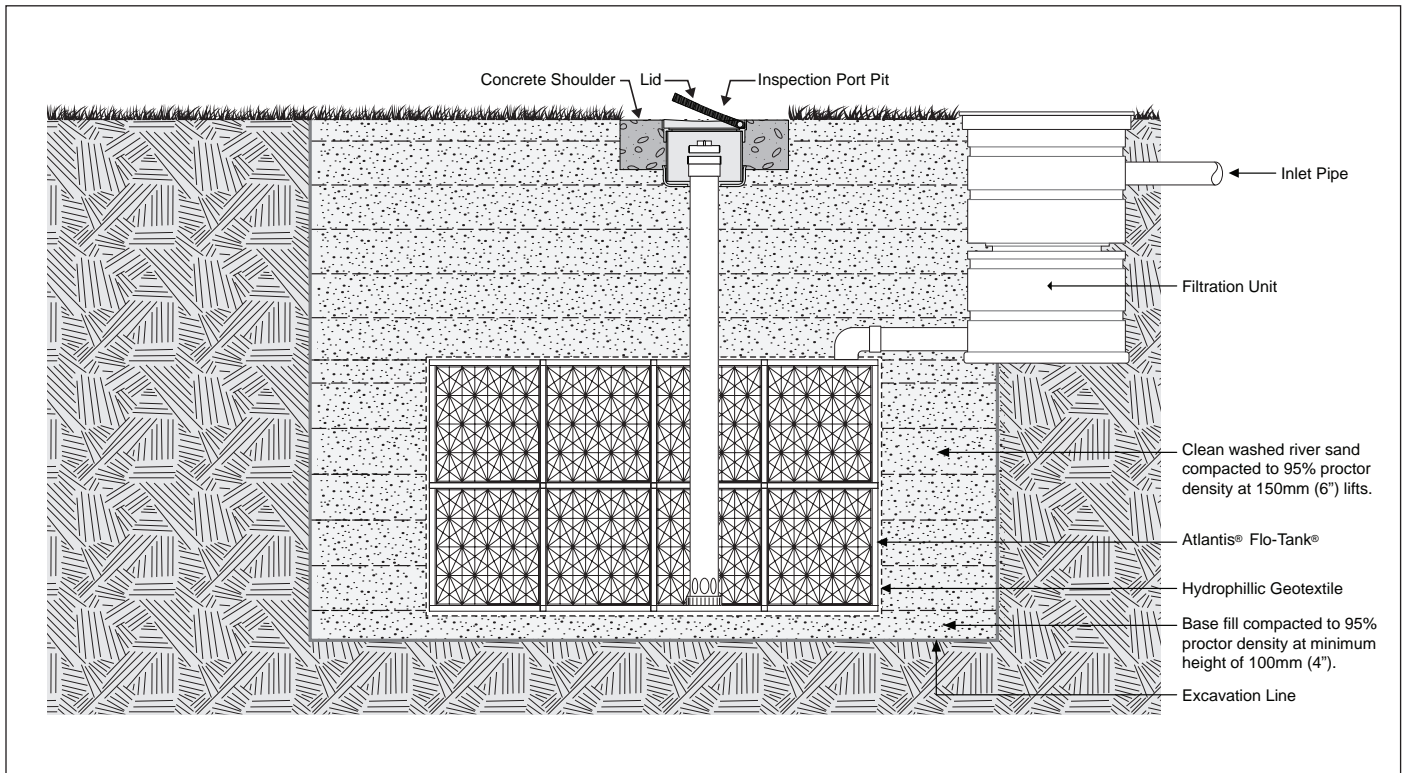 Concrete Shoulder
Lid
Inspection Port Pit
Inlet Pipe
Filtration Unit
Clean washed river sand
compacted to 95% proctor
density at 150mm (6”) lifts.
Atlantis® Flo-Tank®
Hydrophillic Geotextile
Base fill compacted to 95%
proctor density at minimum
height of 100mm (4”).
Excavation Line